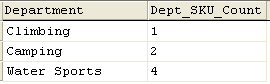 Department Dept_SKU_Count
Climbing 1
Camping 2
Water Sports 4